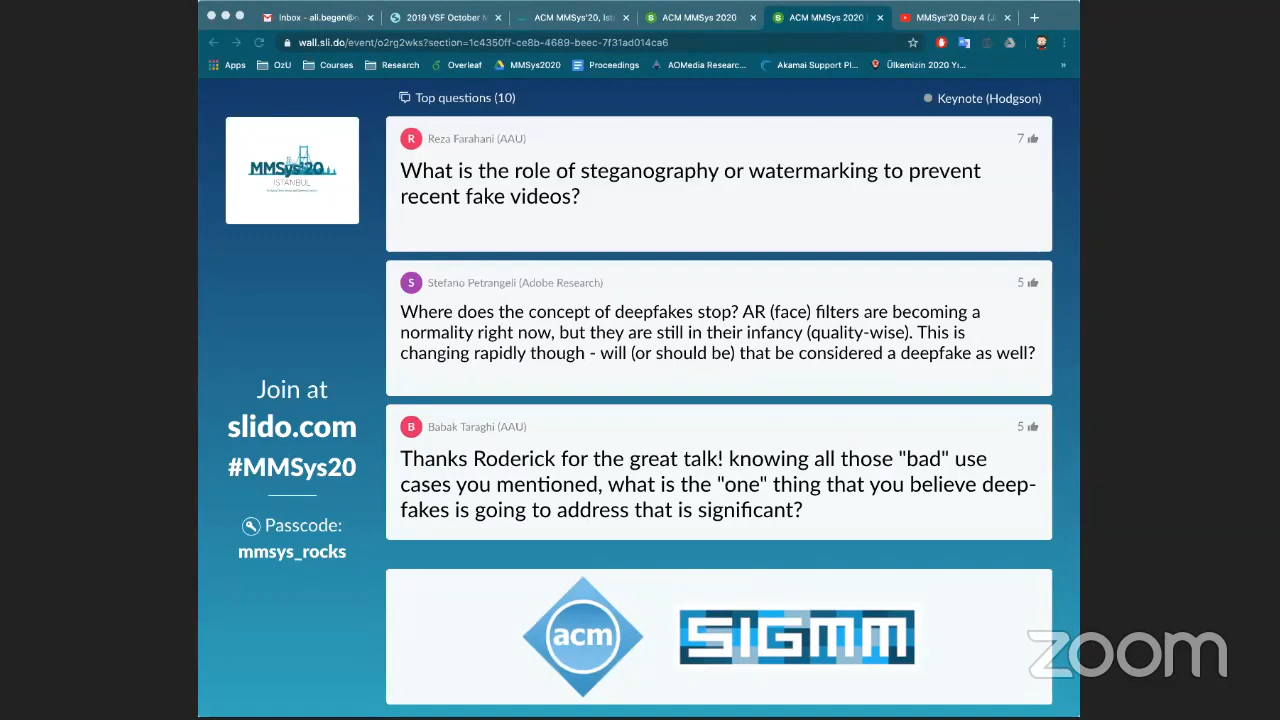 Inbox - ali.begen@o
2019 VSF October M
ACM MMSys'20, Ist
ACM MMSys 2020
ACM MMSys 2020
MMSys'20 Day 4 (J
wall.sli.do/event/o2rg2wks?section=1c4350ff-ce8b-4689-beec-7f31ad014ca6
Apps
OzU
Courses
Research
Overleaf
MMSys2020
Proceedings
AOMedia Researc...
Akamai Support Pl...
Ülkemizin 2020 Yı...
»
Top questions (10)
Keynote (Hodgson)
MMSys'20
ISTANBUL
R
Reza Farahani (AAU)
7
What is the role of steganography or watermarking to prevent
recent fake videos?
S
Stefano Petrangeli (Adobe Research)
5
Where does the concept of deepfakes stop? AR (face) filters are becoming a
normality right now, but they are still in their infancy (quality-wise). This is
changing rapidly though - will (or should be) that be considered a deepfake as well?
B
Babak Taraghi (AAU)
5
Thanks Roderick for the great talk! knowing all those "bad" use
cases you mentioned, what is the "one" thing that you believe deep-
fakes is going to address that is significant?
Join at
slido.com
#MMSys20
Passcode:
mmsys_rocks
acm
SIGMM
zoom